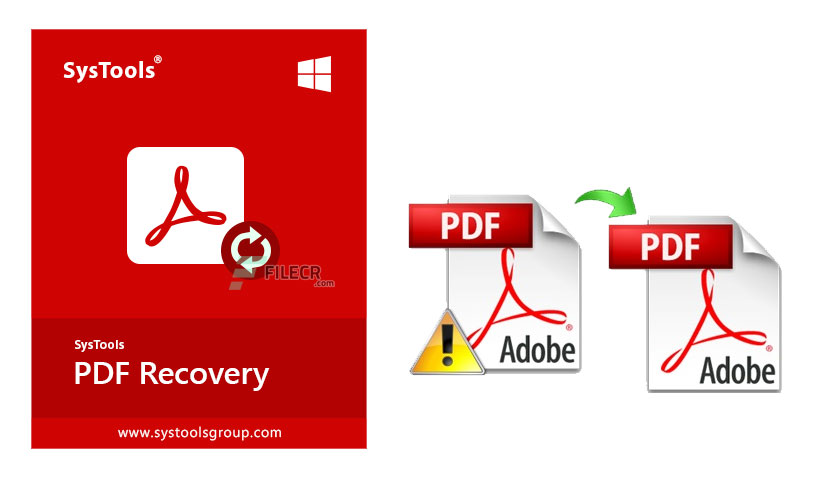 SysTools®
FILECR
.com
SysTools
PDF Recovery
www.systoolsgroup.com
PDF
Adobe®
PDF
Adobe®